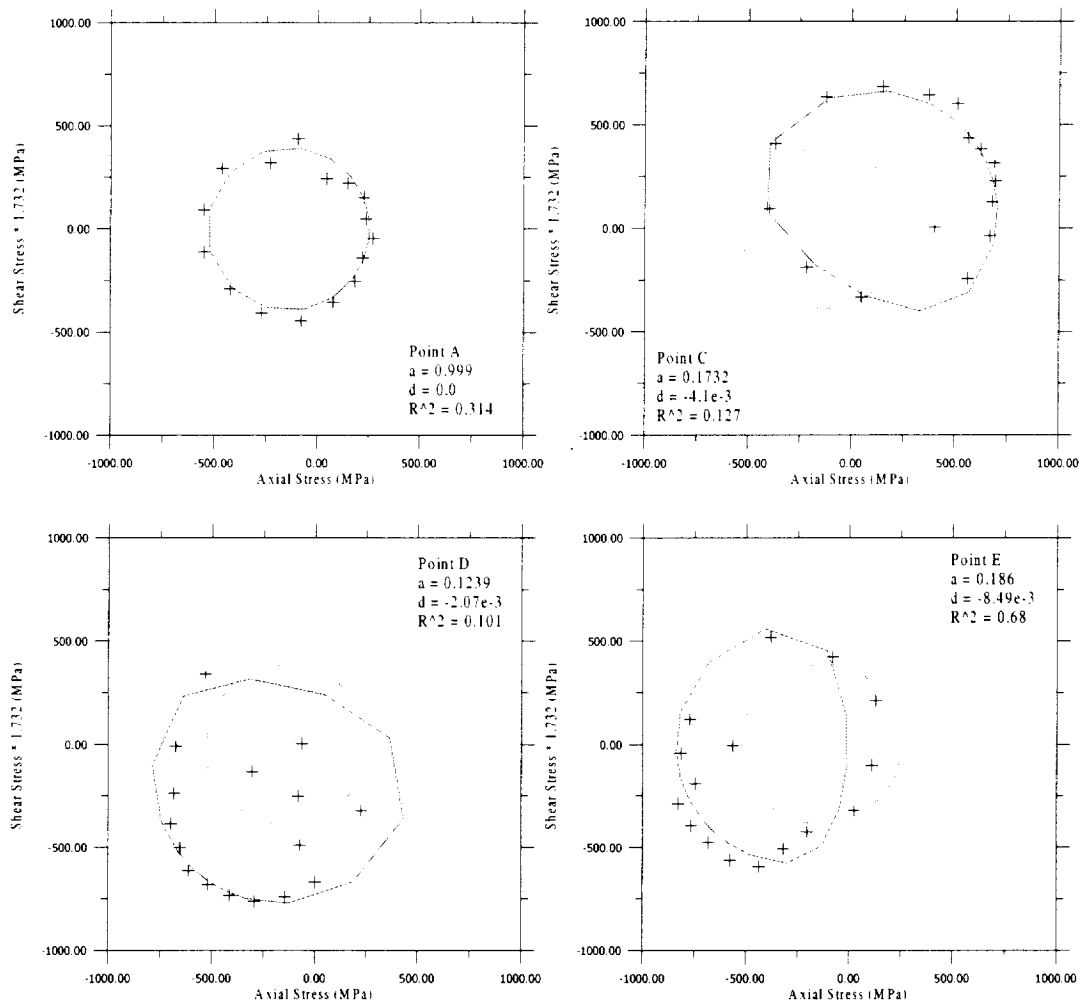 1000.00
500.00
0.00
-500.00
-1000.00
Shear Stress * 1.732 (MPa)
Point A
a = 0.999
d = 0.0
R^2 = 0.314
-1000.00 -500.00 0.00 500.00 1000.00
Axial Stress (MPa)
1000.00
500.00
0.00
-500.00
-1000.00
Shear Stress * 1.732 (MPa)
Point C
a = 0.1732
d = -4.1e-3
R^2 = 0.127
-1000.00 -500.00 0.00 500.00 1000.00
Axial Stress (MPa)
1000.00
500.00
0.00
-500.00
-1000.00
Shear Stress * 1.732 (MPa)
Point D
a = 0.1239
d = -2.07e-3
R^2 = 0.101
-1000.00 -500.00 0.00 500.00 1000.00
Axial Stress (MPa)
1000.00
500.00
0.00
-500.00
-1000.00
Shear Stress * 1.732 (MPa)
Point E
a = 0.186
d = -8.49e-3
R^2 = 0.68
-1000.00 -500.00 0.00 500.00 1000.00
Axial Stress (MPa)